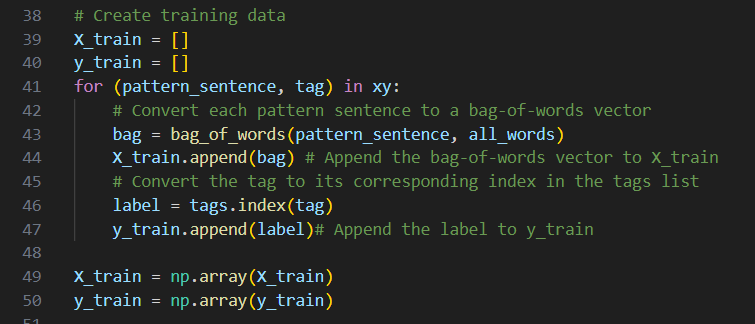 38 # Create training data
39 X_train = []
40 y_train = []
41 for (pattern_sentence, tag) in xy:
42     # Convert each pattern sentence to a bag-of-words vector
43     bag = bag_of_words(pattern_sentence, all_words)
44     X_train.append(bag) # Append the bag-of-words vector to X_train
45     # Convert the tag to its corresponding index in the tags list
46     label = tags.index(tag)
47     y_train.append(label)# Append the label to y_train
48
49 X_train = np.array(X_train)
50 y_train = np.array(y_train)